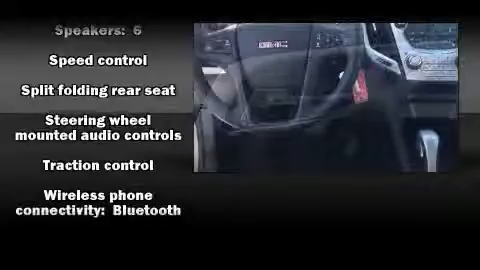 Speakers: 6
Speed control
Split folding rear seat
Steering wheel
mounted audio controls
Traction control
Wireless phone
connectivity: Bluetooth